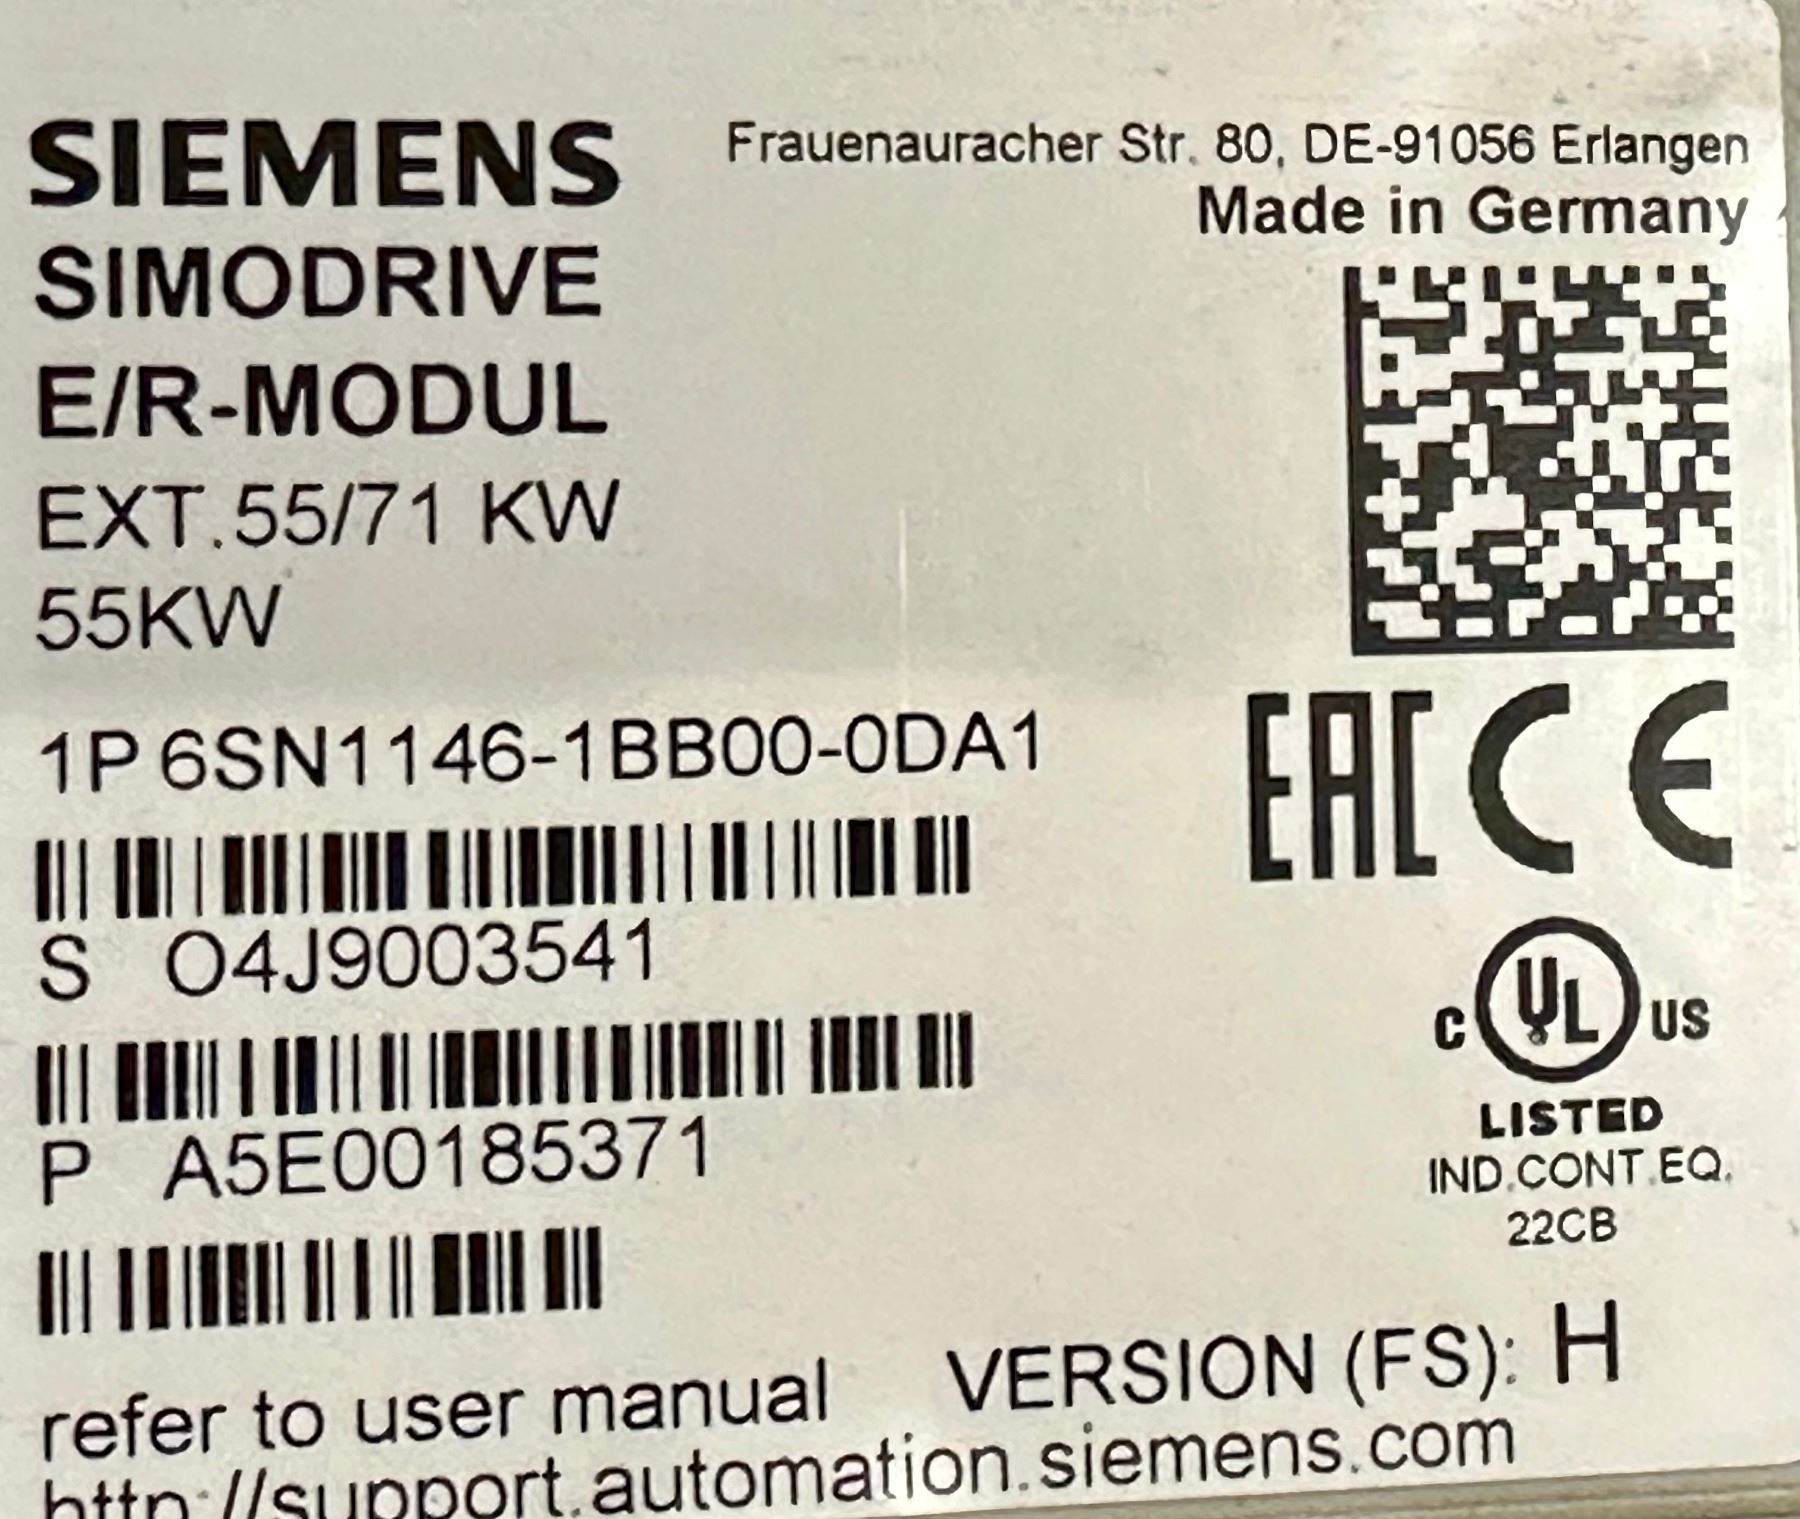 SIEMENS
Frauenauracher Str. 80, DE-91056 Erlangen
Made in Germany
SIMODRIVE
E/R-MODUL
EXT.55/71 KW
55KW
1P 6SN1146-1BB00-0DA1
EAC CE
S O4J9003541
C UL US
LISTED
IND.CONT.EQ.
22CB
P A5E00185371
refer to user manual VERSION (FS): H
http://support.automation.siemens.com